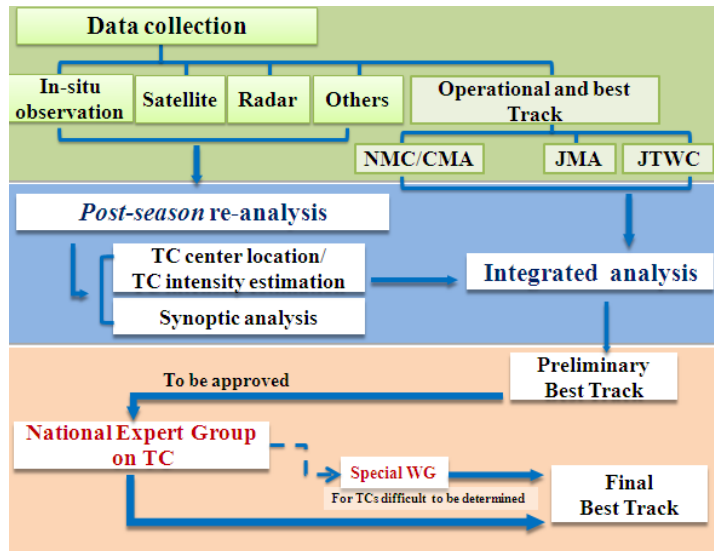 Data collection
In-situ
observation
Satellite
Radar
Others
Operational and best
Track
NMC/CMA
JMA
JTWC
Post-season re-analysis
TC center location/
TC intensity estimation
Synoptic analysis
Integrated analysis
Preliminary
Best Track
To be approved
National Expert Group
on TC
Special WG
For TCs difficult to be determined
Final
Best Track